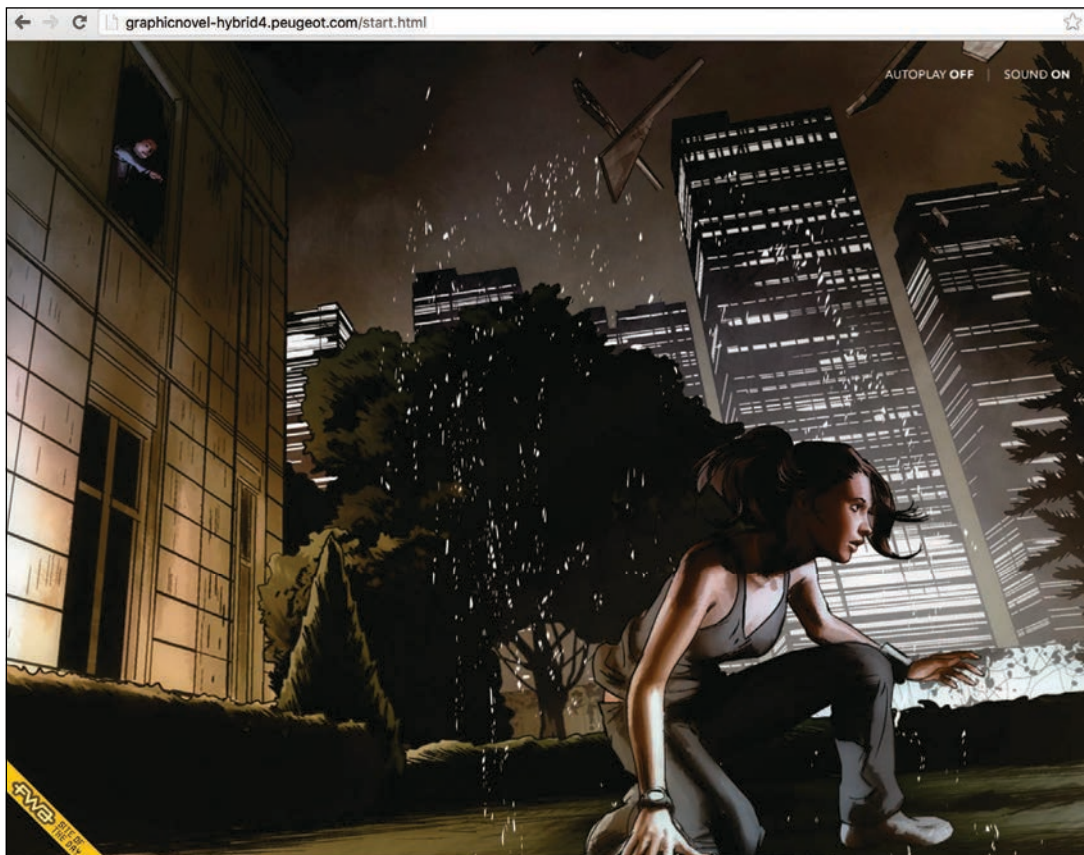 graphicnovel-hybrid4.peugeot.com/start.html
AUTOPLAY OFF | SOUND ON
fwa
SITE OF
THE DAY